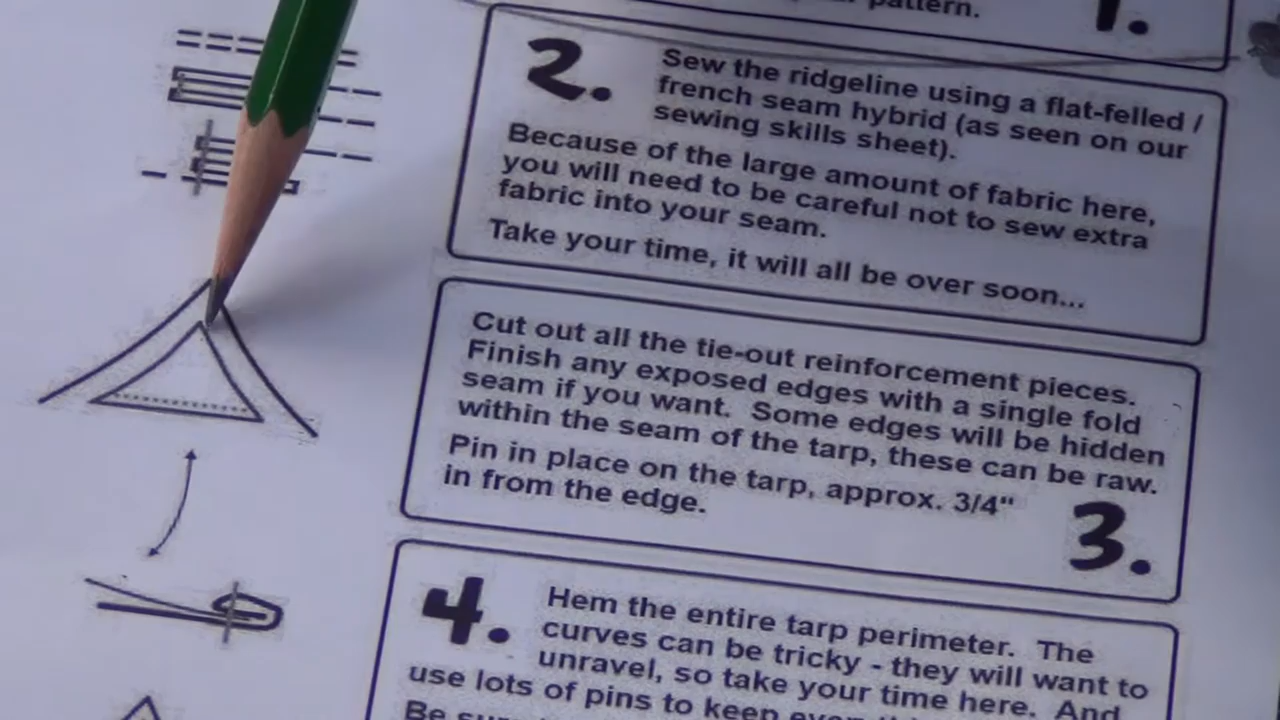 pattern.
1.
2.
Sew the ridgeline using a flat-felled /
french seam hybrid (as seen on our
sewing skills sheet).
Because of the large amount of fabric here,
you will need to be careful not to sew extra
fabric into your seam.
Take your time, it will all be over soon...
Cut out all the tie-out reinforcement pieces.
Finish any exposed edges with a single fold
seam if you want.  Some edges will be hidden
within the seam of the tarp, these can be raw.
Pin in place on the tarp, approx. 3/4"
in from the edge.
3.
4.
Hem the entire tarp perimeter.  The
curves can be tricky - they will want to
unravel, so take your time here.  And
use lots of pins to keep
Be